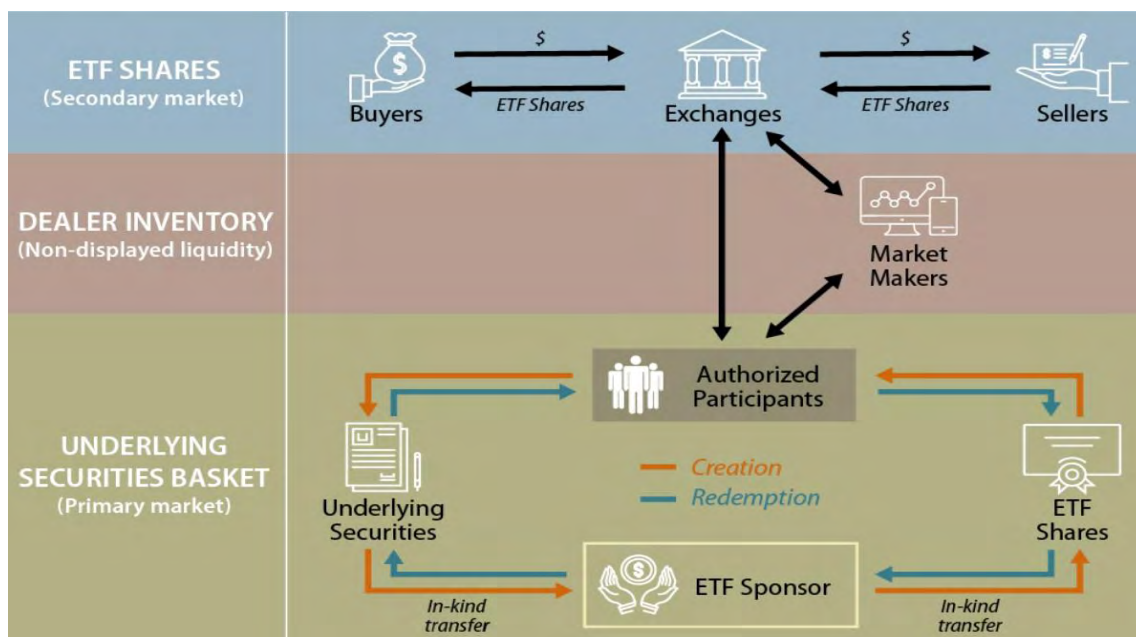 ETF SHARES
(Secondary market)
$
$
$
Buyers
ETF Shares
Exchanges
ETF Shares
Sellers
DEALER INVENTORY
(Non-displayed liquidity)
Market
Makers
Authorized
Participants
UNDERLYING
SECURITIES BASKET
(Primary market)
Creation
Redemption
Underlying
Securities
ETF
Shares
$
ETF Sponsor
In-kind
transfer
In-kind
transfer